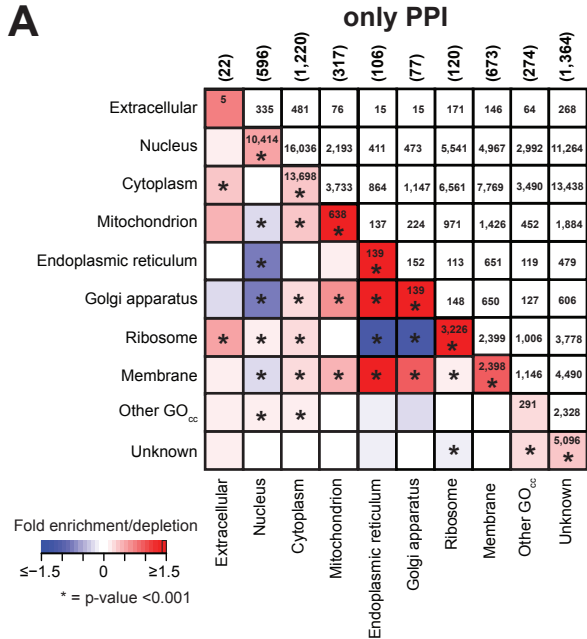 A
only PPI
(22) (596) (1,220) (317) (106) (77) (120) (673) (274) (1,364)
Extracellular 5 335 481 76 15 15 171 146 64 268
Nucleus 10,414 * 16,036 2,193 411 473 5,541 4,967 2,992 11,264
Cytoplasm * 13,698 * 3,733 864 1,147 6,561 7,769 3,490 13,438
Mitochondrion * * 638 * 137 224 971 1,426 452 1,884
Endoplasmic reticulum * 139 * 152 113 651 119 479
Golgi apparatus * * * * 139 * 148 650 127 606
Ribosome * * * * * 3,226 * 2,399 1,006 3,778
Membrane * * * * * * 2,398 * 1,146 4,490
Other GOcc * * 291 2,328
Unknown * * 5,096 *
Extracellular
Nucleus
Cytoplasm
Mitochondrion
Endoplasmic reticulum
Golgi apparatus
Ribosome
Membrane
Other GOcc
Unknown
Fold enrichment/depletion
≤−1.5 0 ≥1.5
* = p-value <0.001